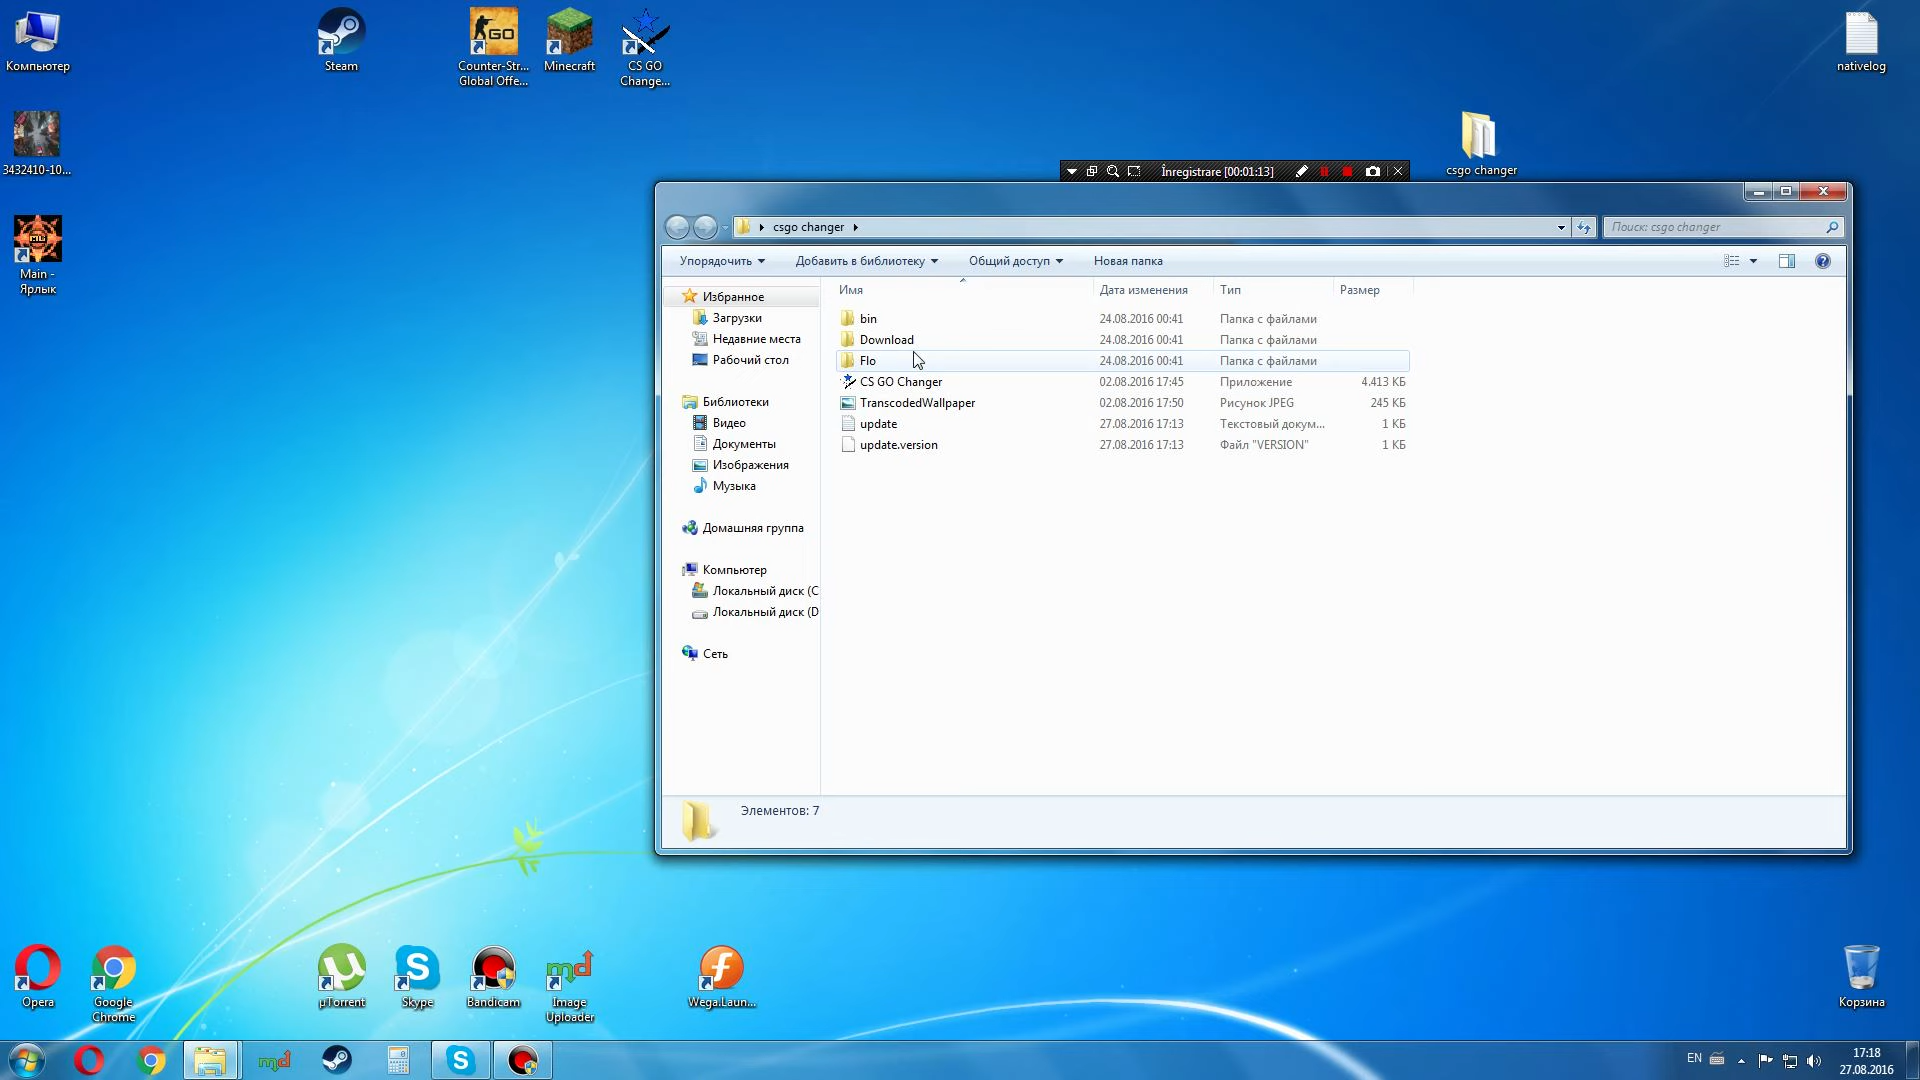 Компьютер
Steam
Counter-Str...
Global Offe...
Minecraft
CS GO
Change...
nativelog
3432410-10...
csgo changer
Main -
Ярлык
Înregistrare [00:01:13]
csgo changer
Поиск: csgo changer
Упорядочить
Добавить в библиотеку
Общий доступ
Новая папка
Имя
Дата изменения
Тип
Размер
Избранное
Загрузки
Недавние места
Рабочий стол
Библиотеки
Видео
Документы
Изображения
Музыка
Домашняя группа
Компьютер
Локальный диск (C
Локальный диск (D
Сеть
bin 24.08.2016 00:41 Папка с файлами
Download 24.08.2016 00:41 Папка с файлами
Flo 24.08.2016 00:41 Папка с файлами
CS GO Changer 02.08.2016 17:45 Приложение 4.413 КБ
TranscodedWallpaper 02.08.2016 17:50 Рисунок JPEG 245 КБ
update 27.08.2016 17:13 Текстовый докум... 1 КБ
update.version 27.08.2016 17:13 Файл "VERSION" 1 КБ
Элементов: 7
Opera
Google
Chrome
µTorrent
Skype
Bandicam
Image
Uploader
Wega.Laun...
Корзина
EN
17:18
27.08.2016